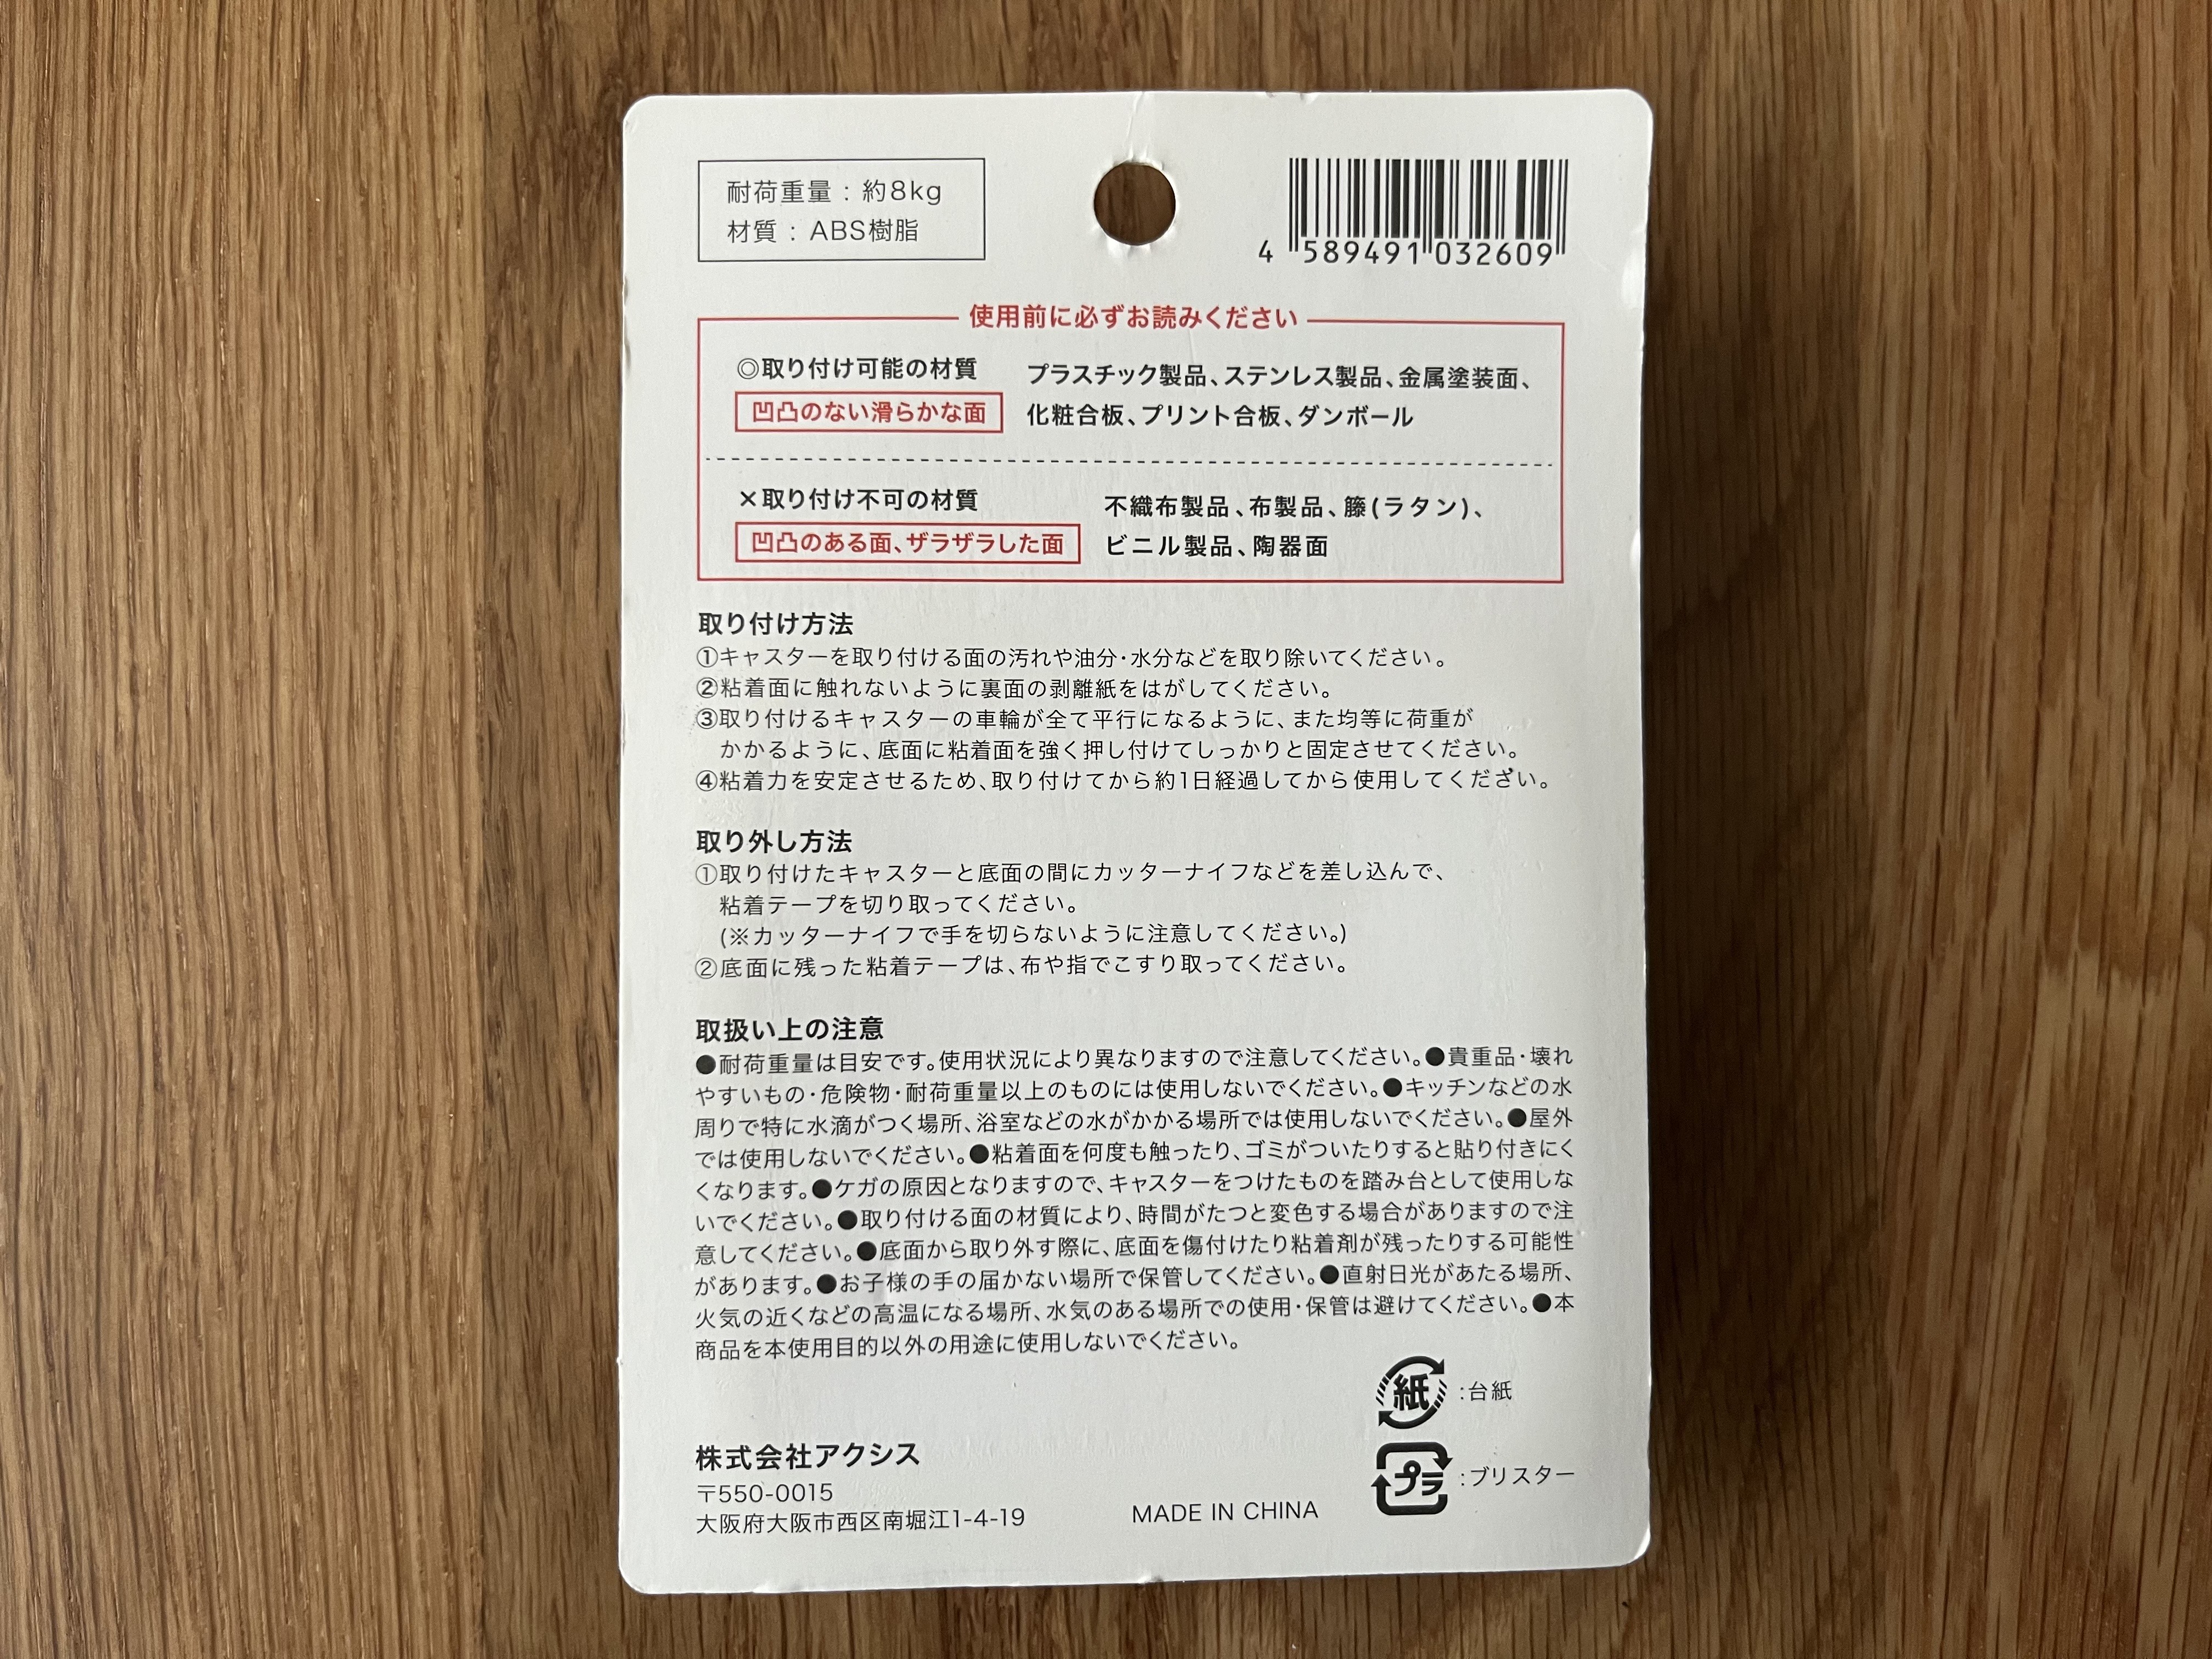 耐荷重量：約8kg
材質：ABS樹脂
4 589491 032609
使用前に必ずお読みください
◎取り付け可能の材質
凹凸のない滑らかな面
プラスチック製品、ステンレス製品、金属塗装面、
化粧合板、プリント合板、ダンボール
×取り付け不可の材質
凹凸のある面、ザラザラした面
不織布製品、布製品、籐(ラタン)、
ビニル製品、陶器面
取り付け方法
①キャスターを取り付ける面の汚れや油分・水分などを取り除いてください。
②粘着面に触れないように裏面の剥離紙をはがしてください。
③取り付けるキャスターの車輪が全て平行になるように、また均等に荷重が
かかるように、底面に粘着面を強く押し付けてしっかりと固定させてください。
④粘着力を安定させるため、取り付けてから約1日経過してから使用してください。
取り外し方法
①取り付けたキャスターと底面の間にカッターナイフなどを差し込んで、
粘着テープを切り取ってください。
(※カッターナイフで手を切らないように注意してください。)
②底面に残った粘着テープは、布や指でこすり取ってください。
取扱い上の注意
●耐荷重量は目安です。使用状況により異なりますので注意してください。●貴重品・壊れ
やすいもの・危険物・耐荷重量以上のものには使用しないでください。●キッチンなどの水
周りで特に水滴がつく場所、浴室などの水がかかる場所では使用しないでください。●屋外
では使用しないでください。●粘着面を何度も触ったり、ゴミがついたりすると貼り付きにく
くなります。●ケガの原因となりますので、キャスターをつけたものを踏み台として使用しな
いでください。●取り付ける面の材質により、時間がたつと変色する場合がありますので注
意してください。●底面から取り外す際に、底面を傷付けたり粘着剤が残ったりする可能性
があります。●お子様の手の届かない場所で保管してください。●直射日光があたる場所、
火気の近くなどの高温になる場所、水気のある場所での使用・保管は避けてください。●本
商品を本使用目的以外の用途に使用しないでください。
紙：台紙
プラ：ブリスター
株式会社アクシス
〒550-0015
大阪府大阪市西区南堀江1-4-19
MADE IN CHINA